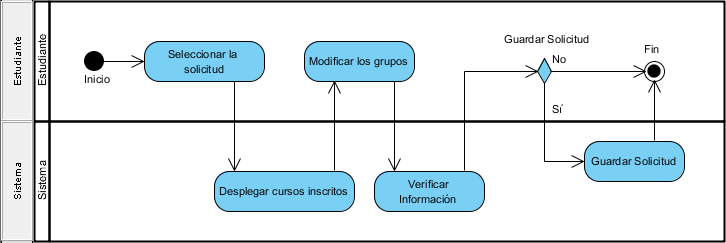 Estudiante
Estudiante
Inicio
Seleccionar la
solicitud
Modificar los grupos
Guardar Solicitud
No
Sí
Fin
Sistema
Sistoma
Desplegar cursos inscritos
Verificar
Información
Guardar Solicitud